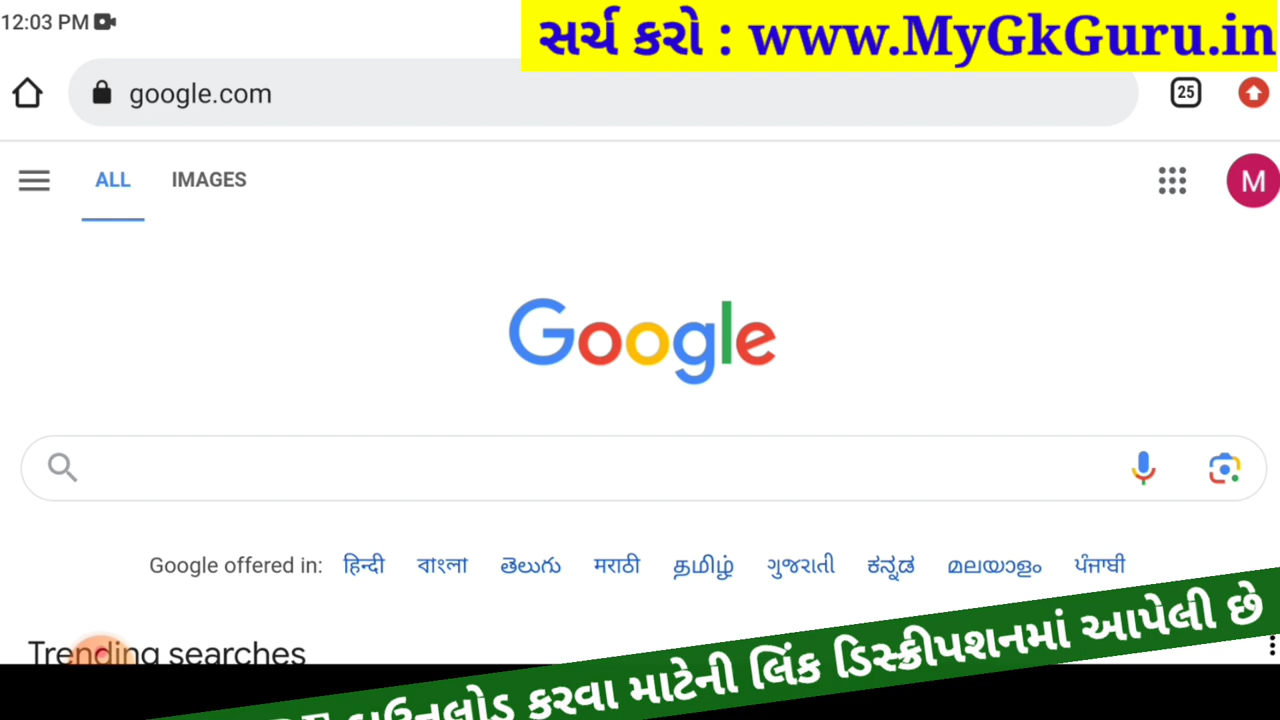 12:03 PM
સર્ચ કરો : www.MyGkGuru.in
google.com
25
ALL IMAGES
M
Google
Google offered in: हिन्दी বাংলা తెలుగు मराठी தமிழ் ગુજરાતી ಕನ್ನಡ മലയാളം ਪੰਜਾਬੀ
Trending searches
કરવા માટેની લિંક ડિસ્ક્રીપશનમાં આપેલી છે